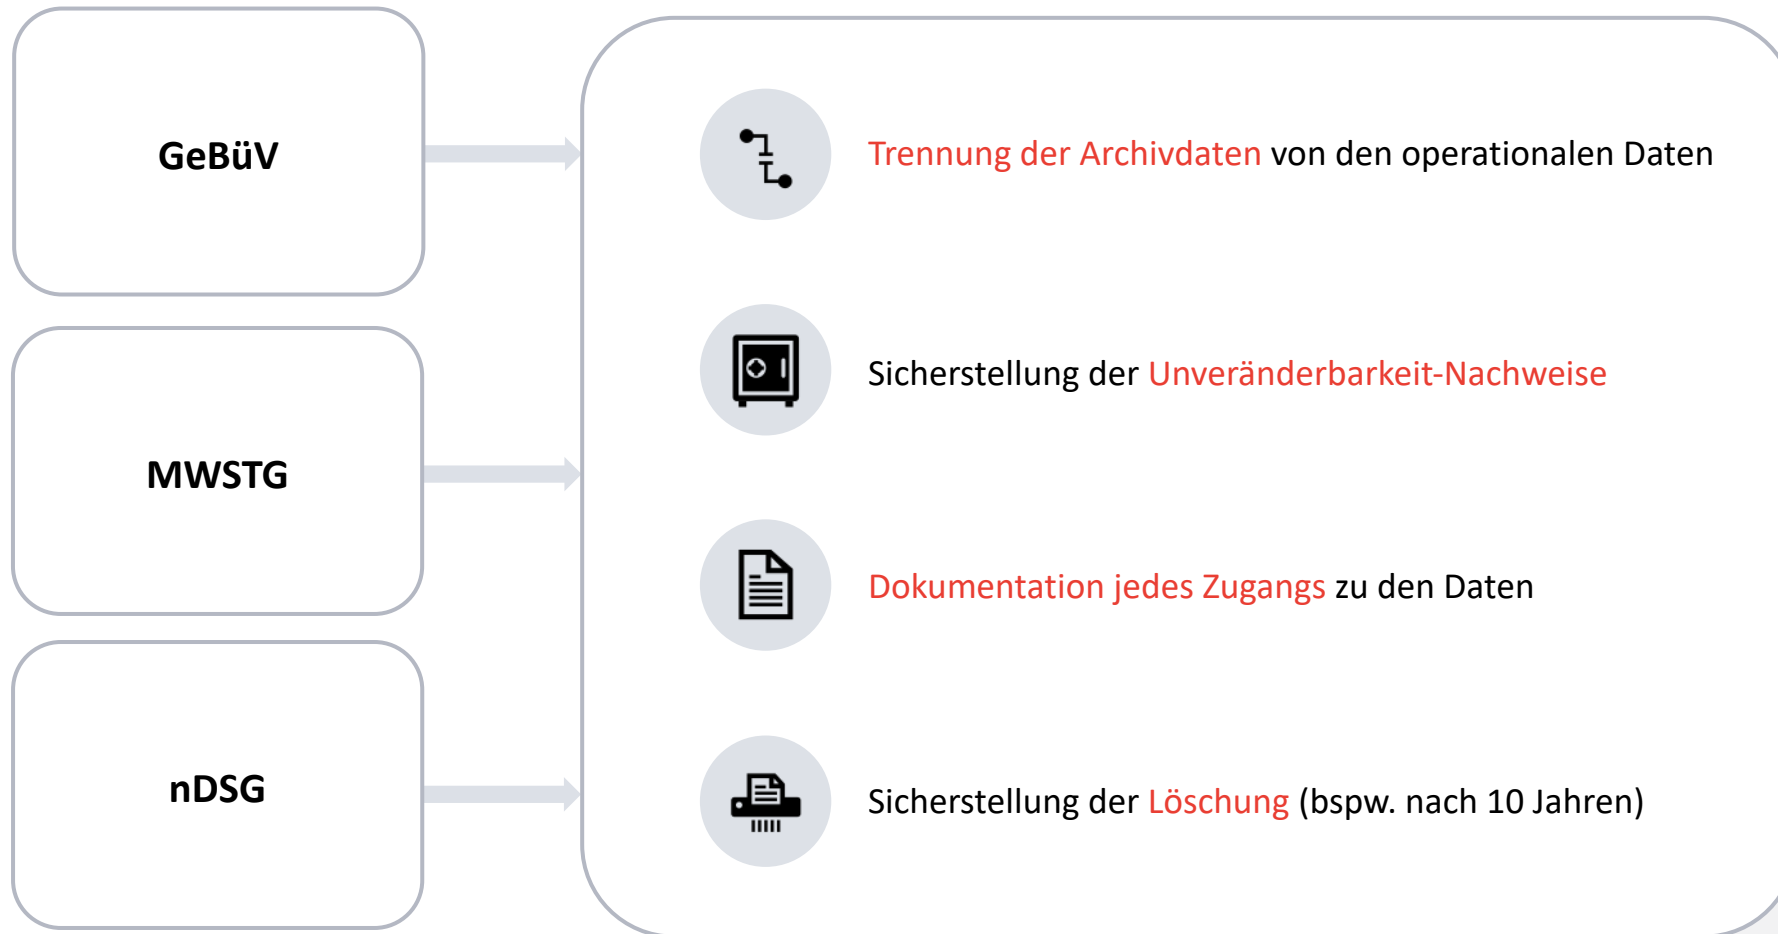 GeBüV
MWSTG
nDSG
Trennung der Archivdaten von den operationalen Daten
Sicherstellung der Unveränderbarkeit-Nachweise
Dokumentation jedes Zugangs zu den Daten
Sicherstellung der Löschung (bspw. nach 10 Jahren)